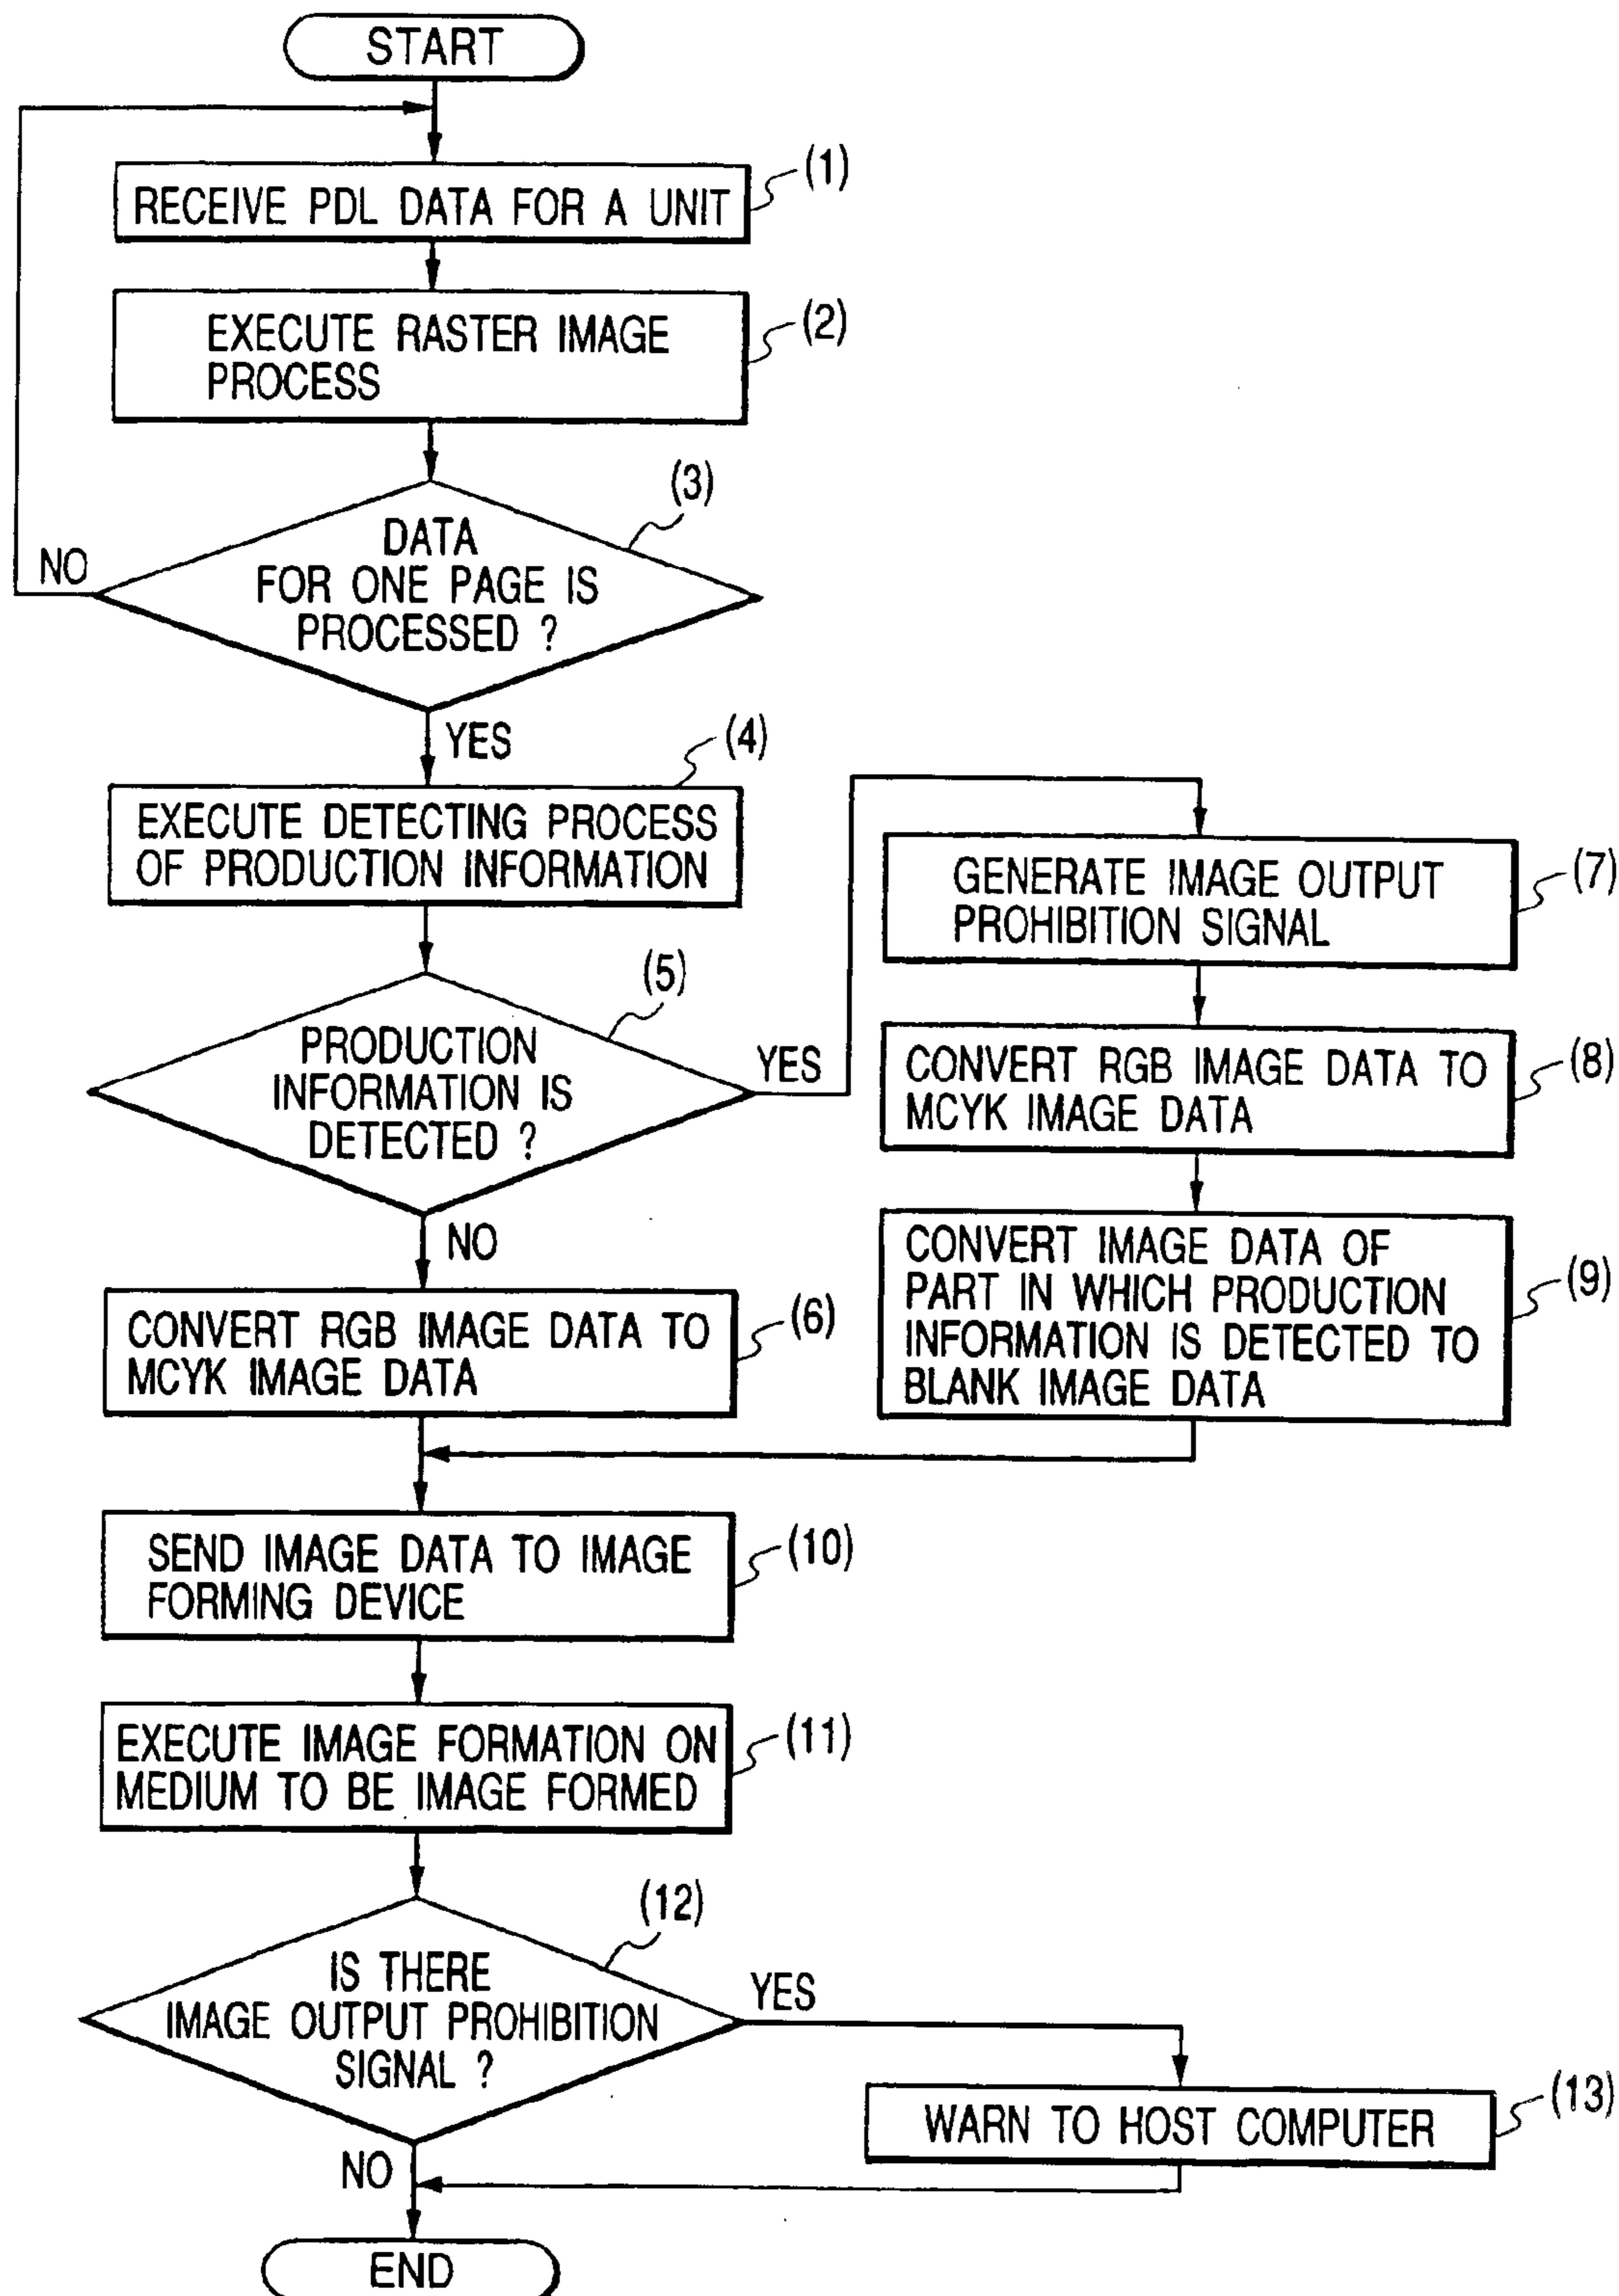 START
(1)
RECEIVE PDL DATA FOR A UNIT
(2)
EXECUTE RASTER IMAGE
PROCESS
(3)
DATA
FOR ONE PAGE IS
PROCESSED ?
NO
YES
(4)
EXECUTE DETECTING PROCESS
OF PRODUCTION INFORMATION
(5)
PRODUCTION
INFORMATION IS
DETECTED ?
YES
NO
(6)
CONVERT RGB IMAGE DATA TO
MCYK IMAGE DATA
(7)
GENERATE IMAGE OUTPUT
PROHIBITION SIGNAL
(8)
CONVERT RGB IMAGE DATA TO
MCYK IMAGE DATA
(9)
CONVERT IMAGE DATA OF
PART IN WHICH PRODUCTION
INFORMATION IS DETECTED TO
BLANK IMAGE DATA
(10)
SEND IMAGE DATA TO IMAGE
FORMING DEVICE
(11)
EXECUTE IMAGE FORMATION ON
MEDIUM TO BE IMAGE FORMED
(12)
IS THERE
IMAGE OUTPUT PROHIBITION
SIGNAL ?
YES
(13)
WARN TO HOST COMPUTER
NO
END